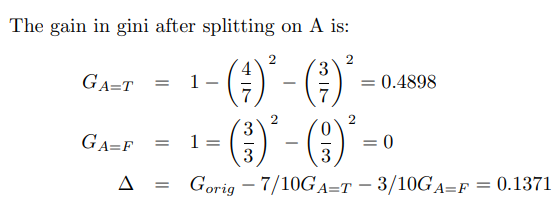 The gain in gini after splitting on A is:
G_{A=T} = 1 − (4/7)² − (3/7)² = 0.4898
G_{A=F} = 1 = (3/3)² − (0/3)² = 0
Δ = G_{orig} − 7/10G_{A=T} − 3/10G_{A=F} = 0.1371